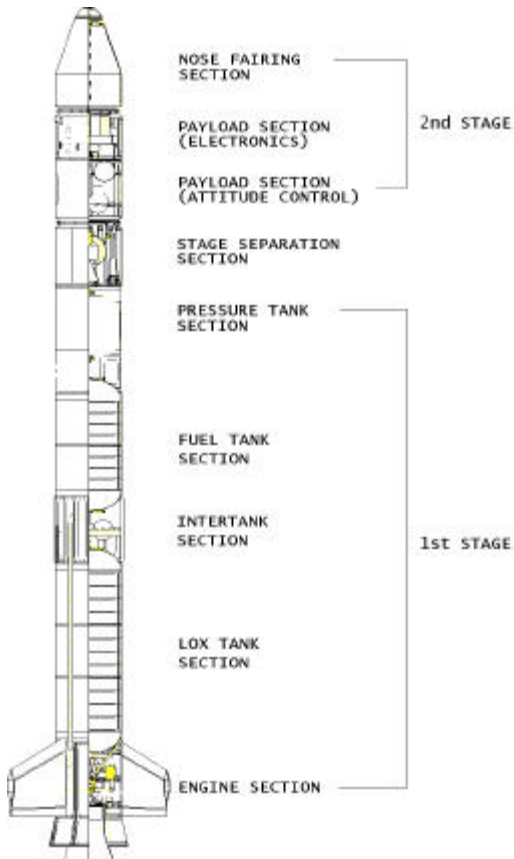 NOSE FAIRING
SECTION
2nd STAGE
PAYLOAD SECTION
(ELECTRONICS)
PAYLOAD SECTION
(ATTITUDE CONTROL)
STAGE SEPARATION
SECTION
PRESSURE TANK
SECTION
FUEL TANK
SECTION
INTERTANK
SECTION
1st STAGE
LOX TANK
SECTION
ENGINE SECTION